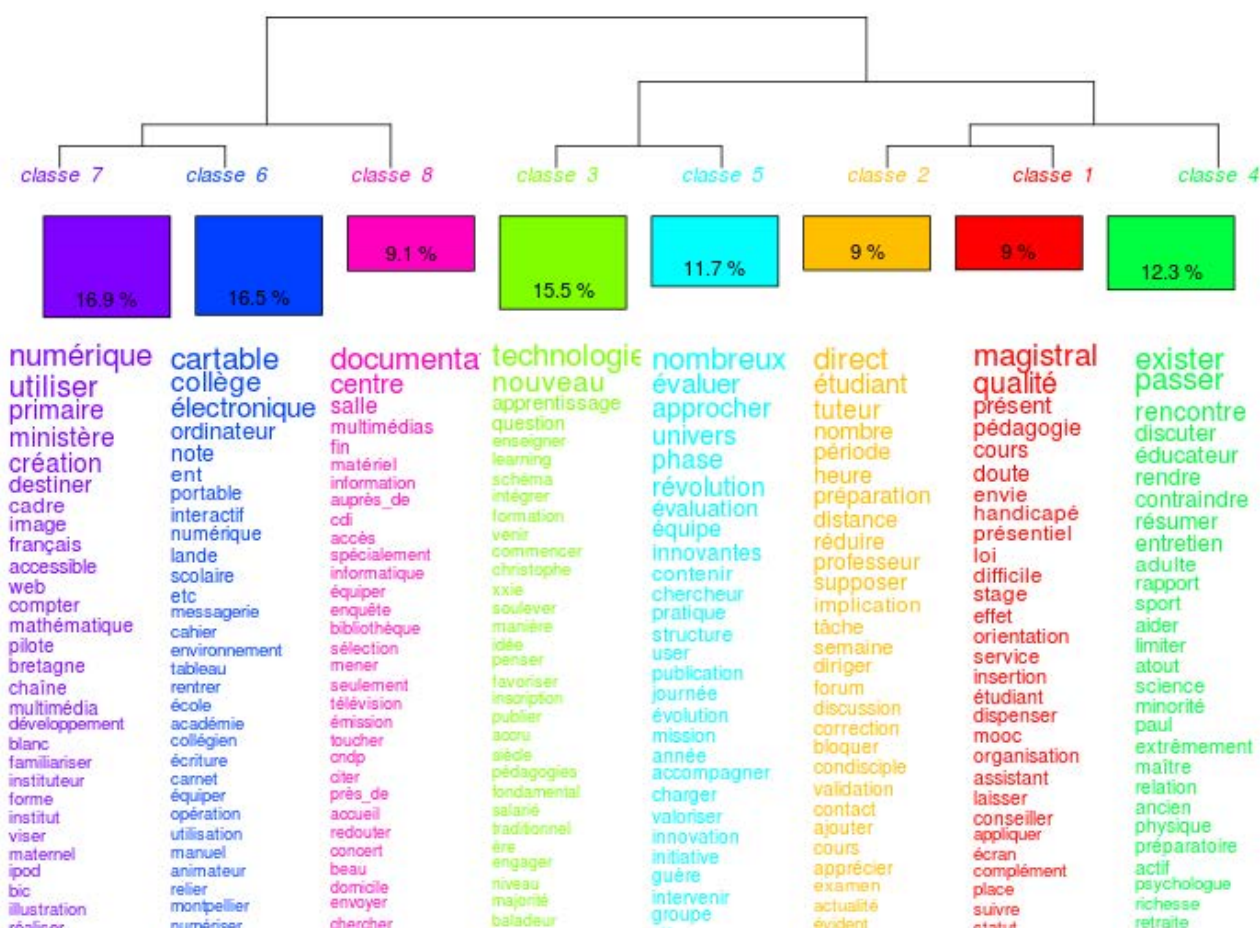 classe 7
classe 6
classe 8
classe 3
classe 5
classe 2
classe 1
classe 4
16.9 %
16.5 %
9.1 %
15.5 %
11.7 %
9 %
9 %
12.3 %
numérique
utiliser
primaire
ministère
création
destiner
cadre
image
français
accessible
web
compter
mathématique
pilote
bretagne
chaîne
multimédia
développement
blanc
familiariser
instituteur
forme
institut
viser
maternel
ipod
bic
illustration
réaliser
cartable
collège
électronique
ordinateur
note
ent
portable
interactif
numérique
lande
scolaire
etc
messagerie
cahier
environnement
tableau
rentrer
école
académie
collégien
écriture
carnet
équiper
opération
utilisation
manuel
animateur
relier
montpellier
numériser
documenta
centre
salle
multimédias
fin
matériel
information
auprès_de
cdi
accès
spécialement
informatique
équiper
enquête
bibliothèque
sélection
mener
seulement
télévision
émission
toucher
cndp
citer
près_de
accueil
redouter
concert
beau
domicile
envoyer
chercher
technologie
nouveau
apprentissage
question
enseigner
learning
schéma
intégrer
formation
venir
commencer
christophe
xxie
soulever
manière
idée
penser
favoriser
inscription
publier
accru
siècle
pédagogies
fondamental
salarié
traditionnel
ère
engager
niveau
majorité
baladeur
nombreux
évaluer
approcher
univers
phase
révolution
évaluation
équipe
innovantes
contenir
chercheur
pratique
structure
user
publication
journée
évolution
mission
année
accompagner
charger
valoriser
innovation
initiative
guère
intervenir
groupe
direct
étudiant
tuteur
nombre
période
heure
préparation
distance
réduire
professeur
supposer
implication
tâche
semaine
diriger
forum
discussion
correction
bloquer
condisciple
validation
contact
ajouter
cours
apprécier
examen
actualité
évident
magistral
qualité
présent
pédagogie
cours
doute
envie
handicapé
présentiel
loi
difficile
stage
effet
orientation
service
insertion
étudiant
dispenser
mooc
organisation
assistant
laisser
conseiller
appliquer
écran
complément
place
suivre
statut
exister
passer
rencontre
discuter
éducateur
rendre
contraindre
résumer
entretien
adulte
rapport
sport
aider
limiter
atout
science
minorité
paul
extrêmement
maître
relation
ancien
physique
préparatoire
actif
psychologue
richesse
retraite